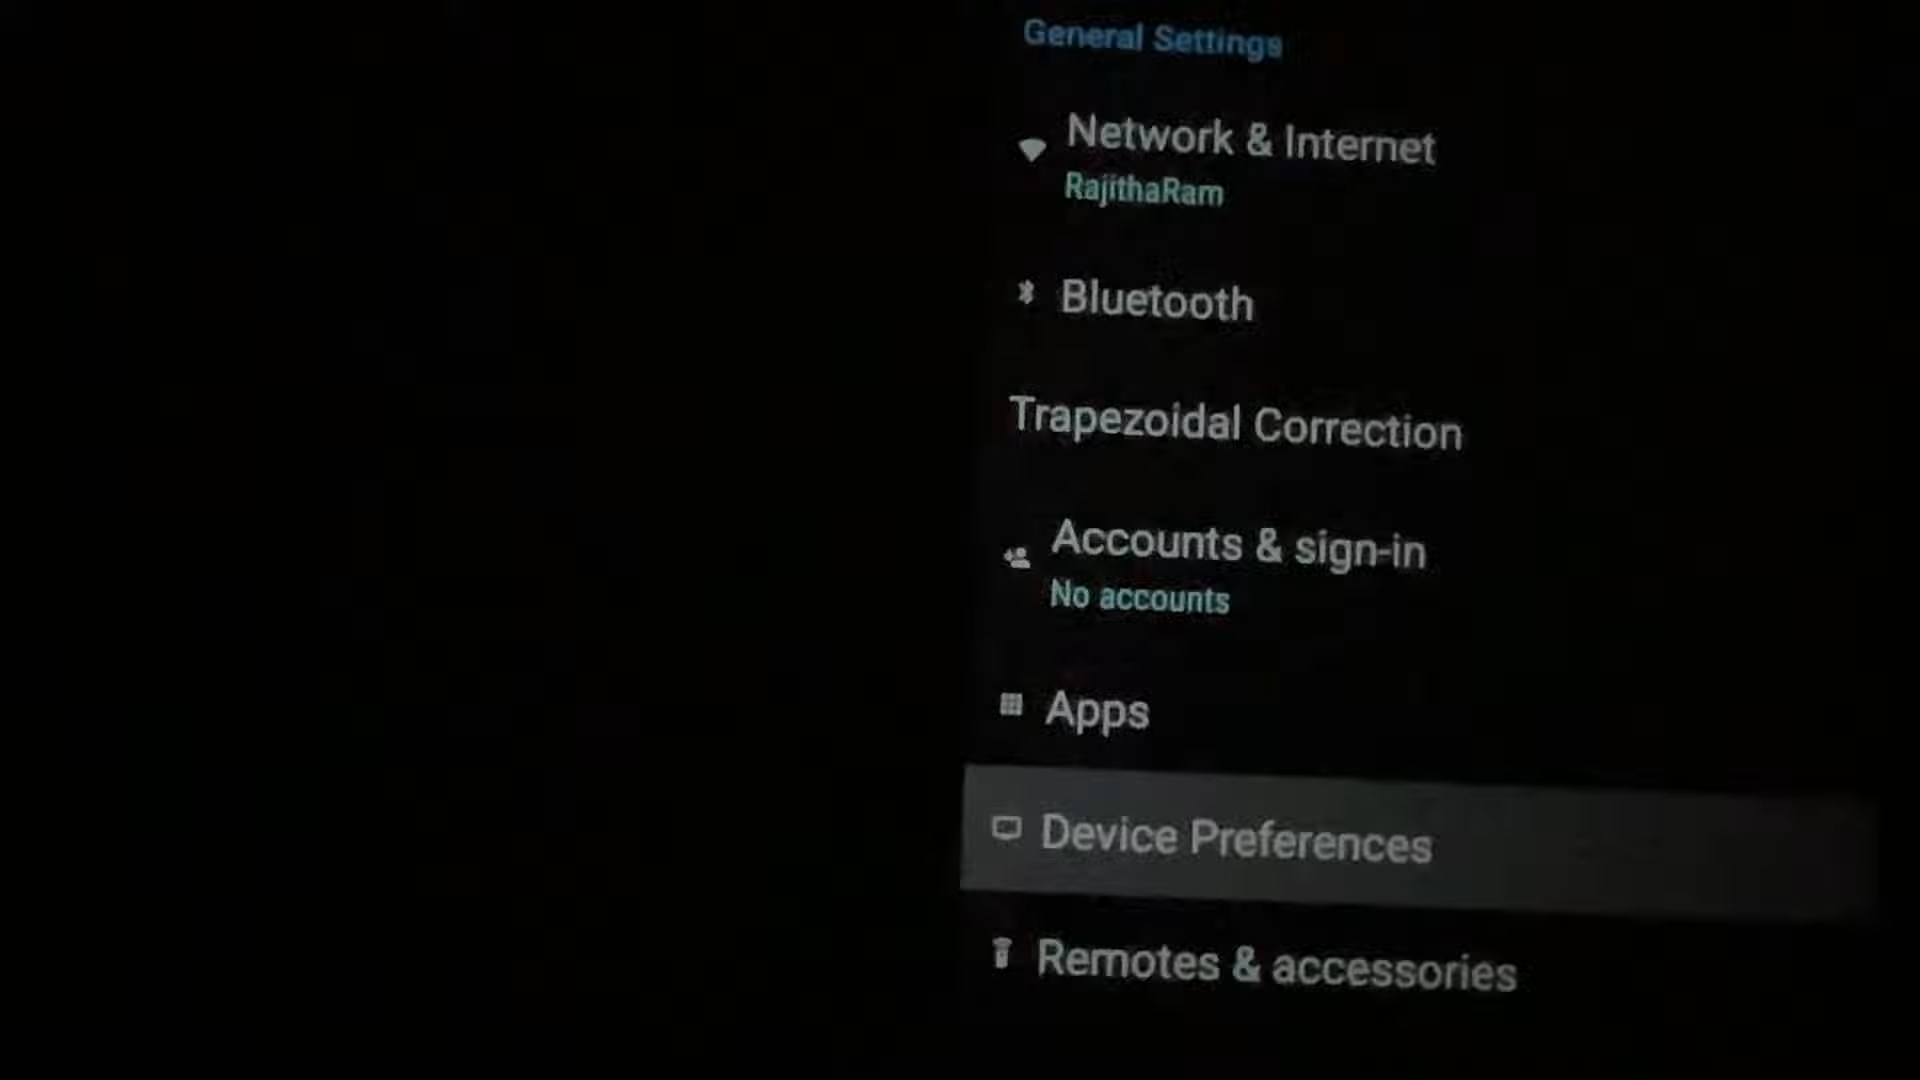 General Settings
Network & Internet
RajithaRam
Bluetooth
Trapezoidal Correction
Accounts & sign-in
No accounts
Apps
Device Preferences
Remotes & accessories